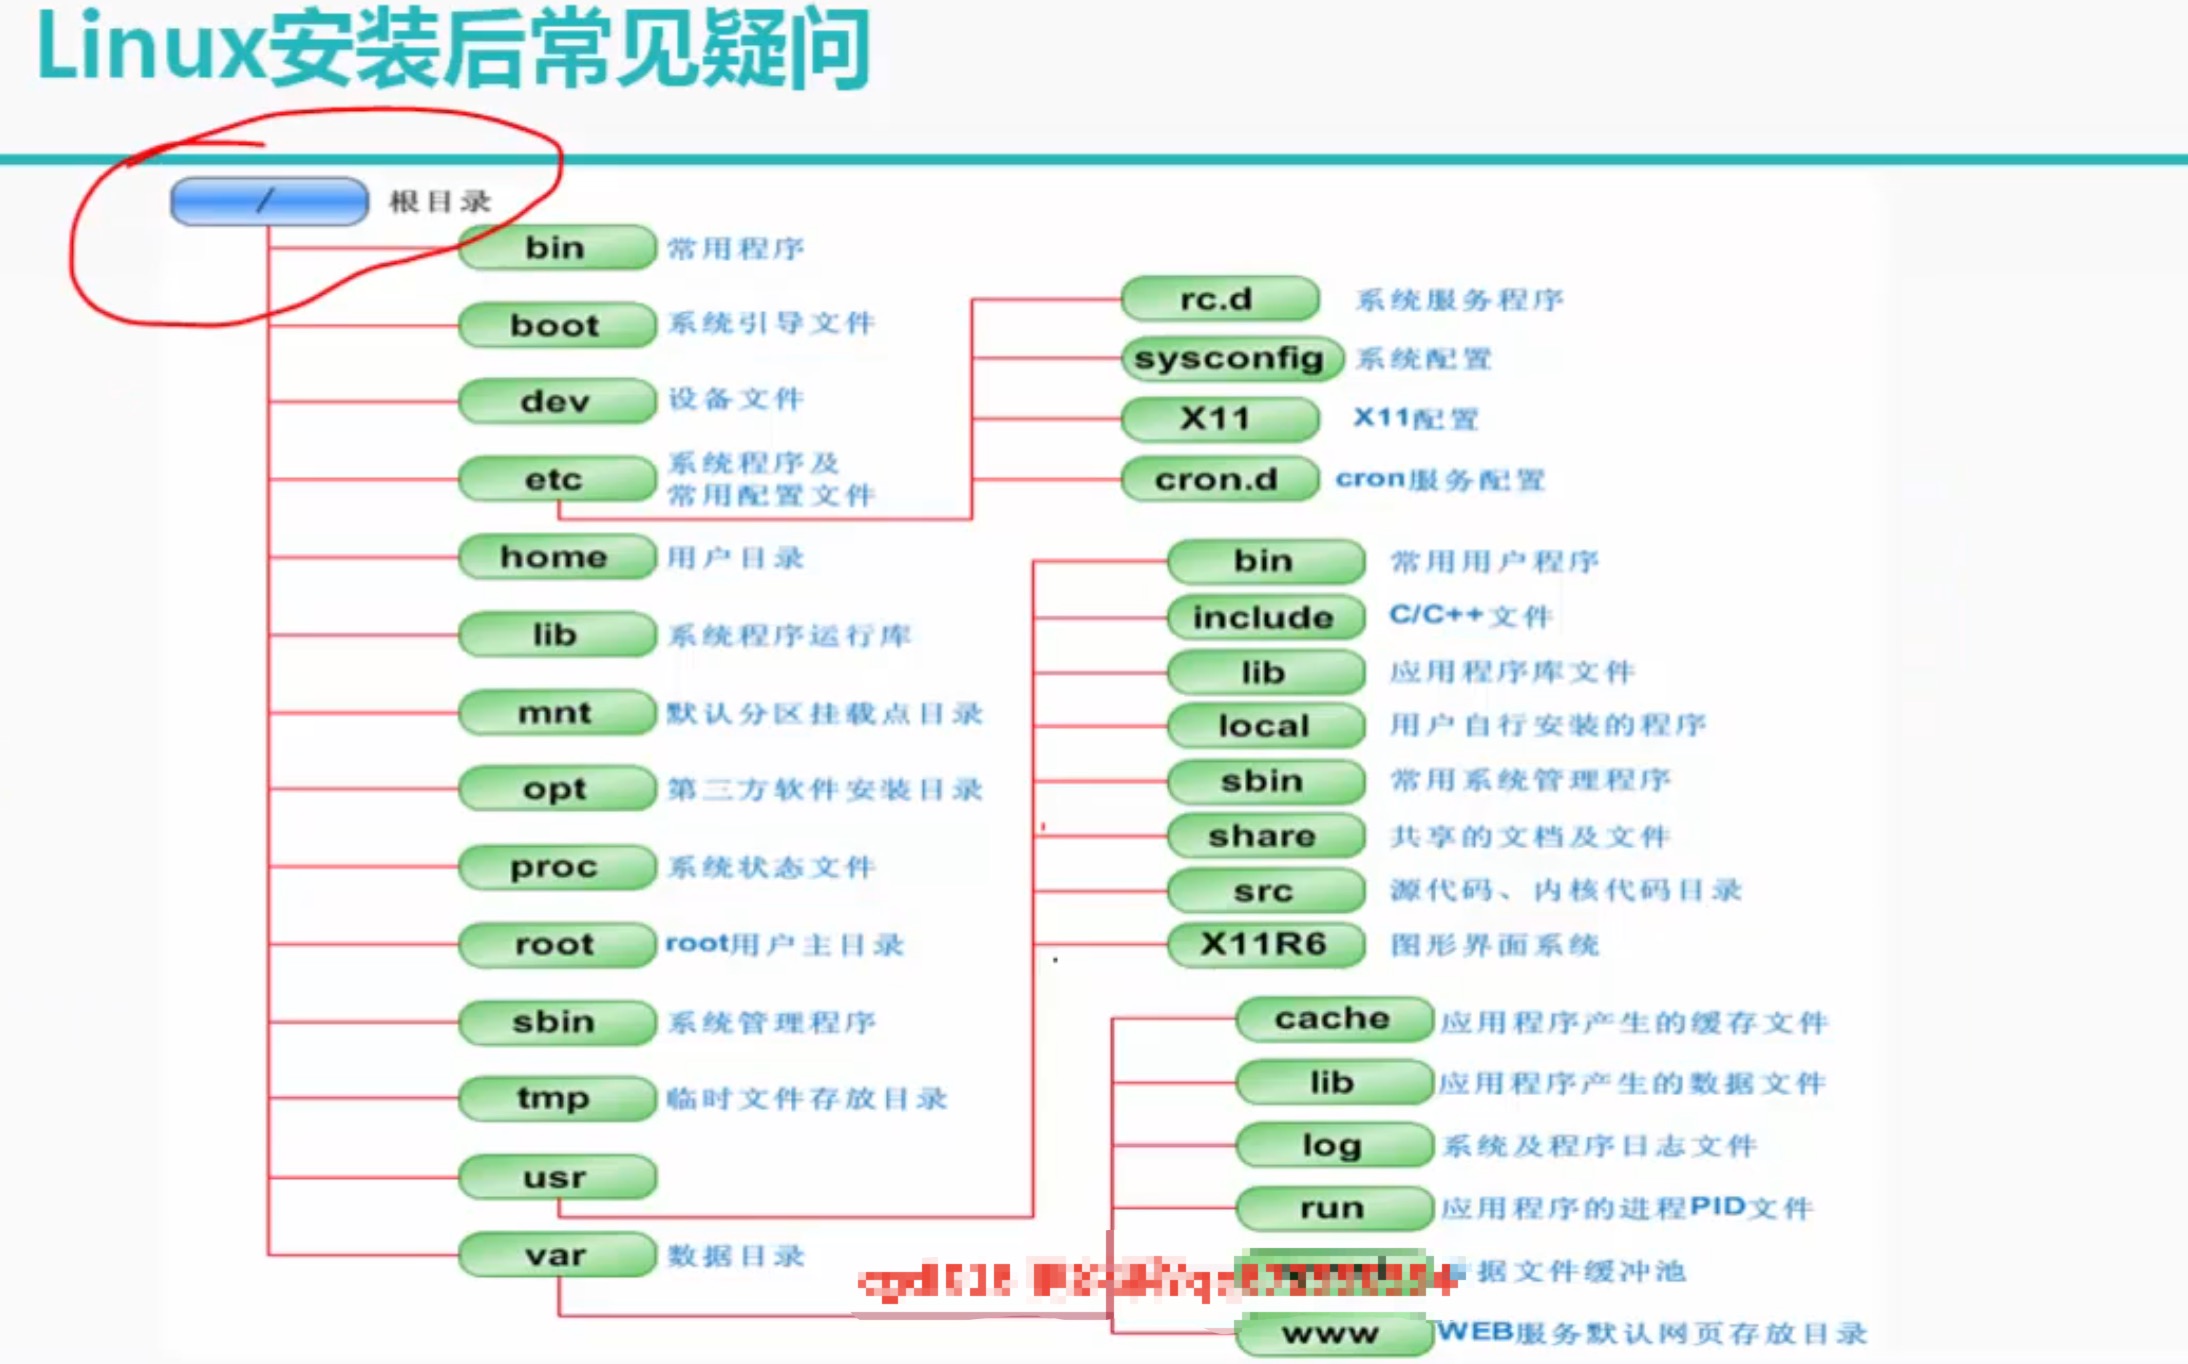 Linux安装后常见疑问
/ 根目录
bin 常用程序
boot 系统引导文件
dev 设备文件
etc 系统程序及
常用配置文件
home 用户目录
lib 系统程序运行库
mnt 默认分区挂载点目录
opt 第三方软件安装目录
proc 系统状态文件
root root用户主目录
sbin 系统管理程序
tmp 临时文件存放目录
usr
var 数据目录
rc.d 系统服务程序
sysconfig 系统配置
X11 X11配置
cron.d cron服务配置
bin 常用用户程序
include C/C++文件
lib 应用程序库文件
local 用户自行安装的程序
sbin 常用系统管理程序
share 共享的文档及文件
src 源代码、内核代码目录
X11R6 图形界面系统
cache 应用程序产生的缓存文件
lib 应用程序产生的数据文件
log 系统及程序日志文件
run 应用程序的进程PID文件
据文件缓冲池
www WEB服务默认网页存放目录